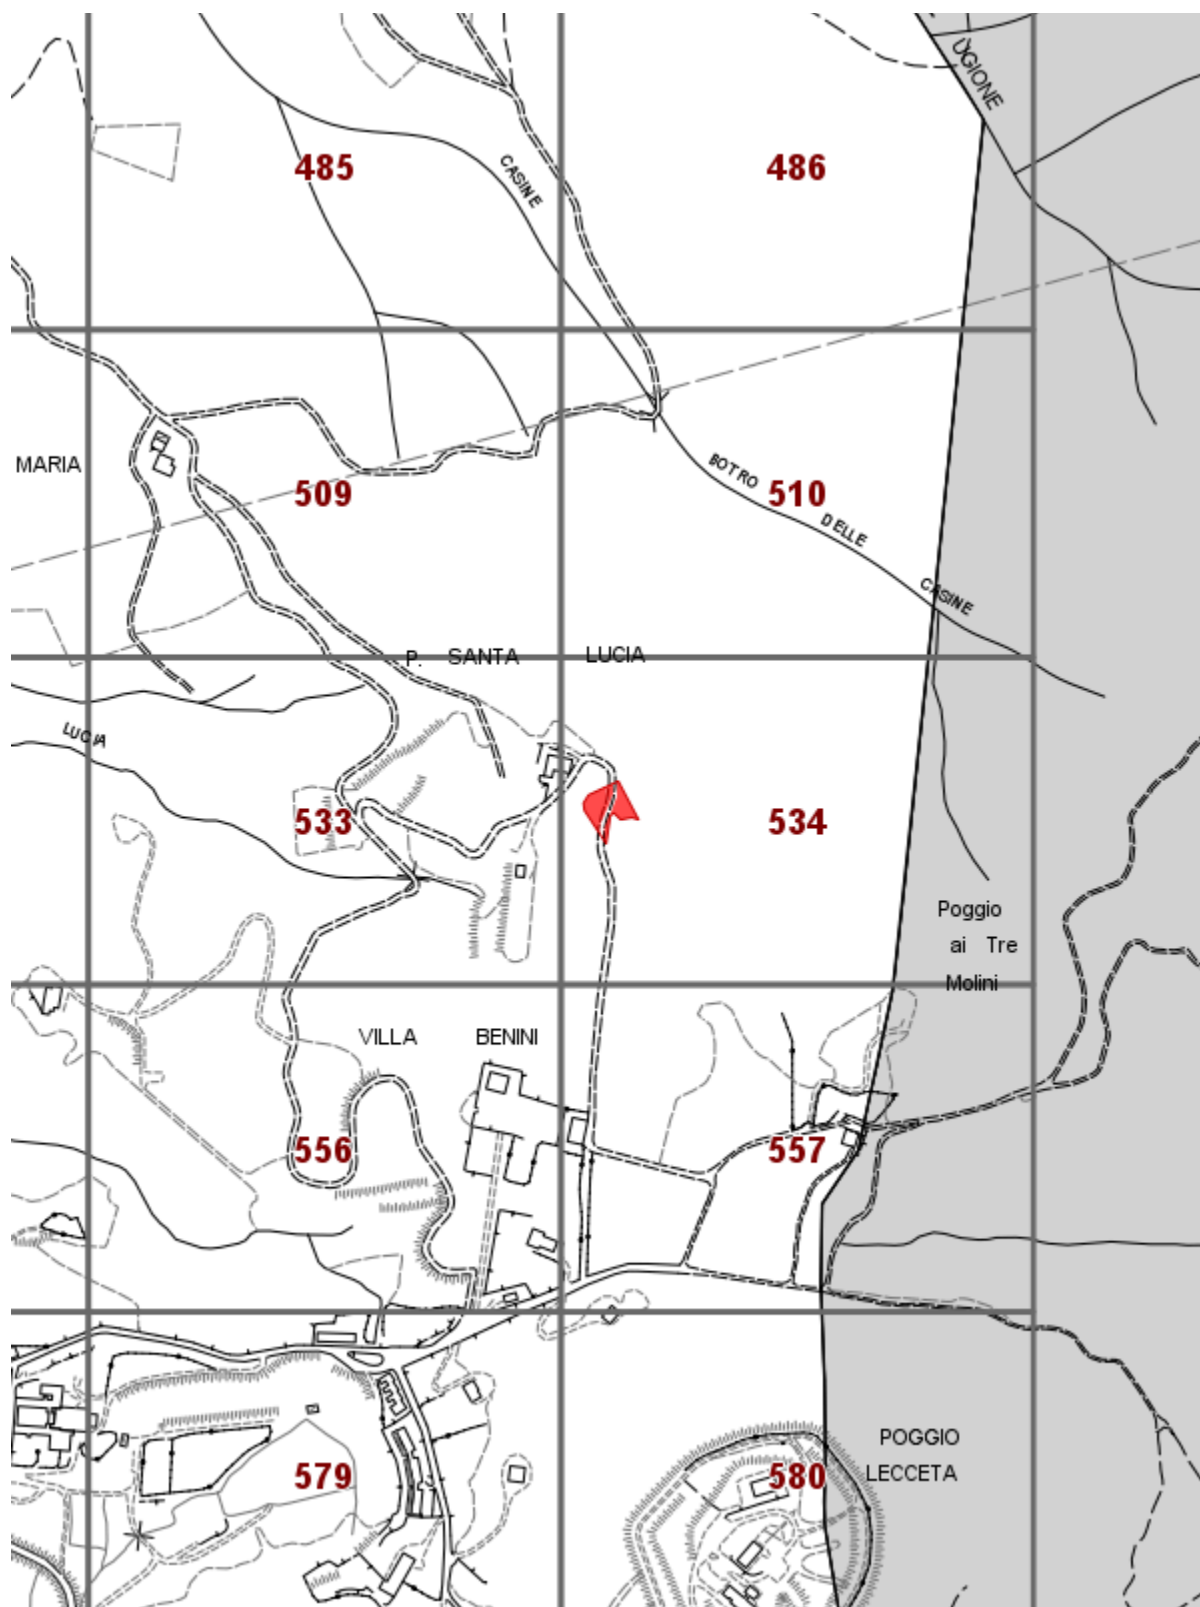 UGIONE
485
486
CASINE
MARIA
509
BOTRO
510
DELLE
CASINE
P. SANTA LUCIA
LUCIA
533
534
Poggio
ai Tre
Molini
VILLA BENINI
556
557
POGGIO
LECCETA
579
580